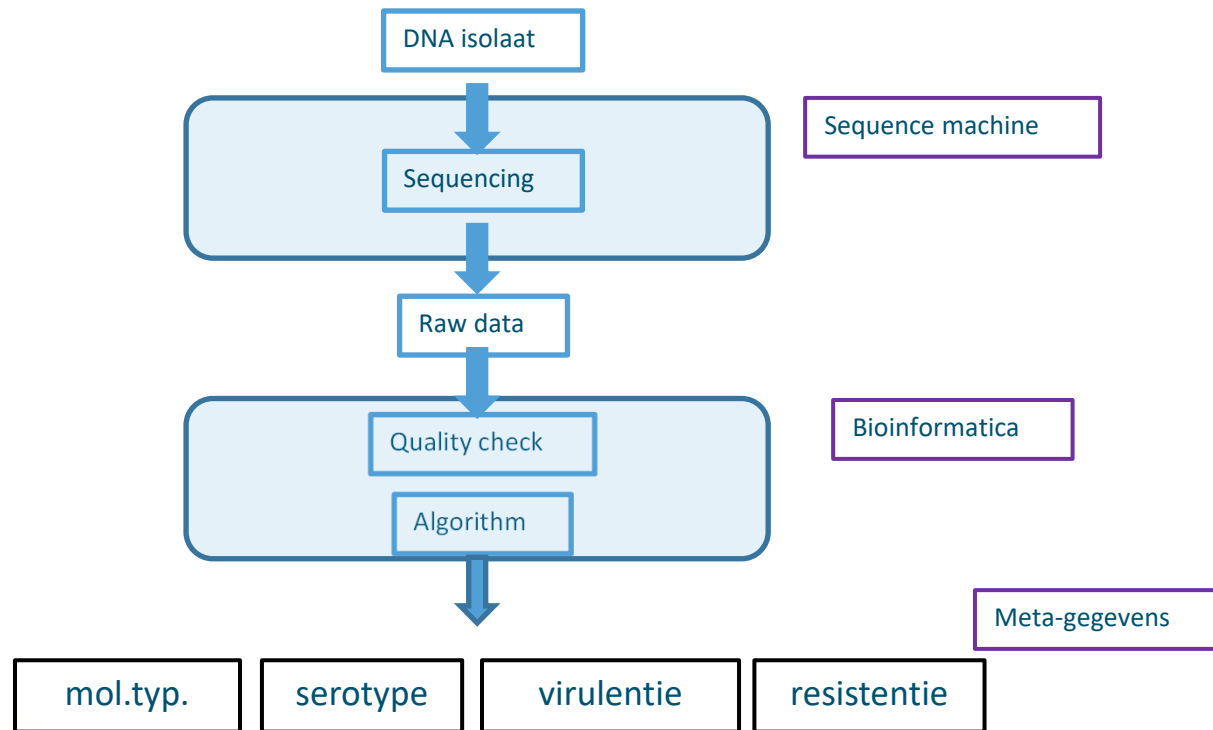 DNA isolaat
Sequence machine
Sequencing
Raw data
Bioinformatica
Quality check
Algorithm
Meta-gegevens
mol.typ.
serotype
virulentie
resistentie